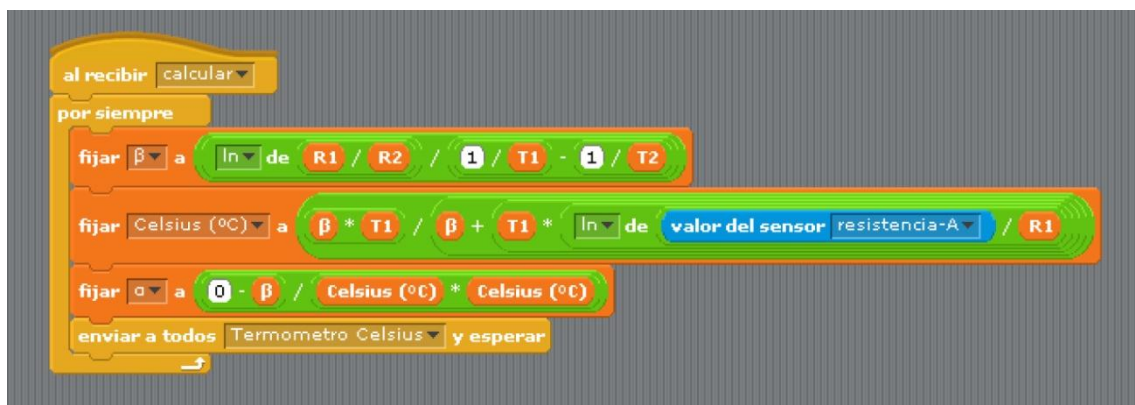 al recibir calcular
por siempre
fijar β a ln de R1 / R2 / 1 / T1 - 1 / T2
fijar Celsius (ºC) a β * T1 / β + T1 * ln de valor del sensor resistencia-A / R1
fijar α a 0 - β / Celsius (ºC) * Celsius (ºC)
enviar a todos Termometro Celsius y esperar